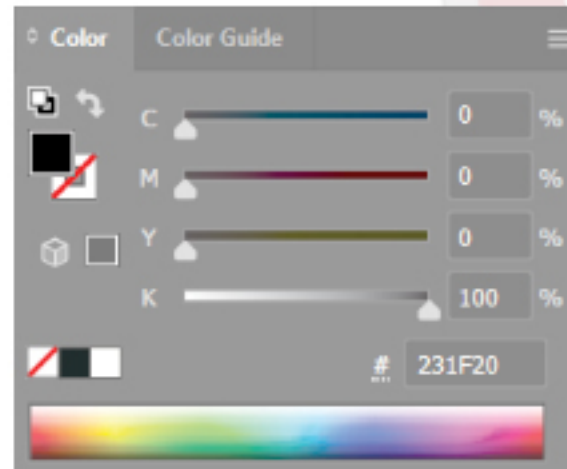 Color Color Guide
C 0 %
M 0 %
Y 0 %
K 100 %
# 231F20